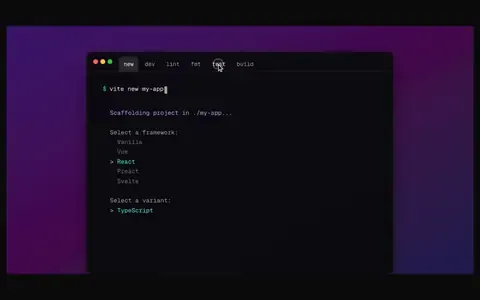 new dev lint fmt test build
$ vite new my-app
Scaffolding project in ./my-app...
Select a framework:
Vanilla
Vue
> React
Preact
Svelte
Select a variant:
> TypeScript